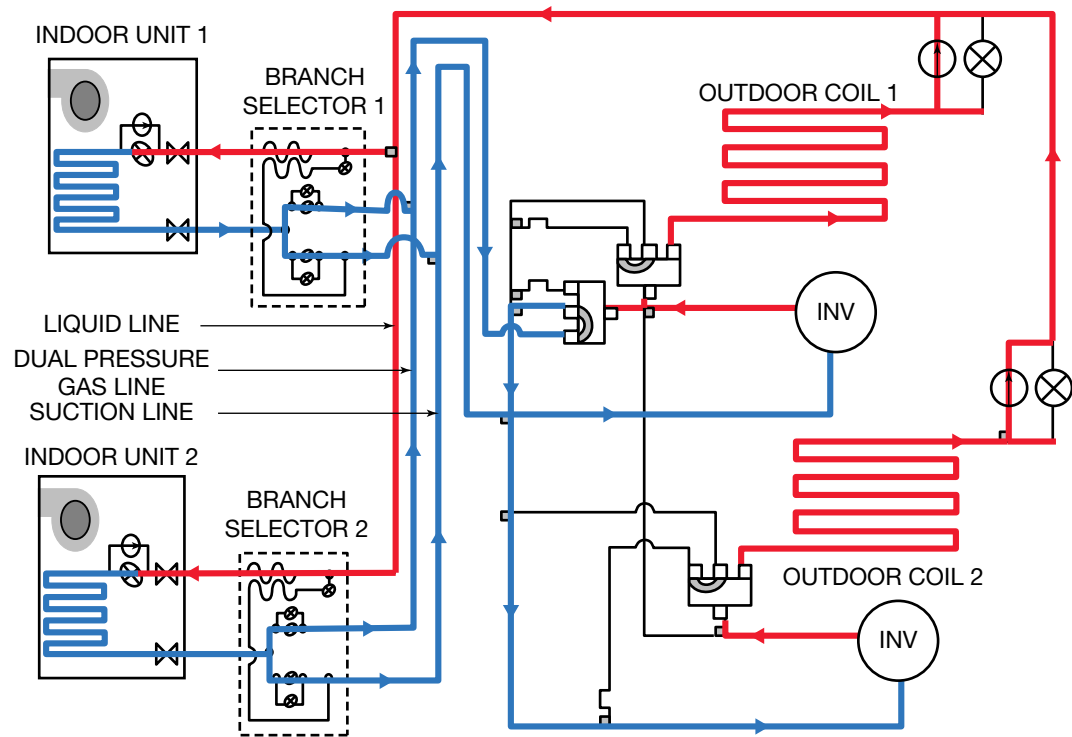 INDOOR UNIT 1
BRANCH
SELECTOR 1
OUTDOOR COIL 1
INV
LIQUID LINE
DUAL PRESSURE
GAS LINE
SUCTION LINE
INDOOR UNIT 2
BRANCH
SELECTOR 2
OUTDOOR COIL 2
INV